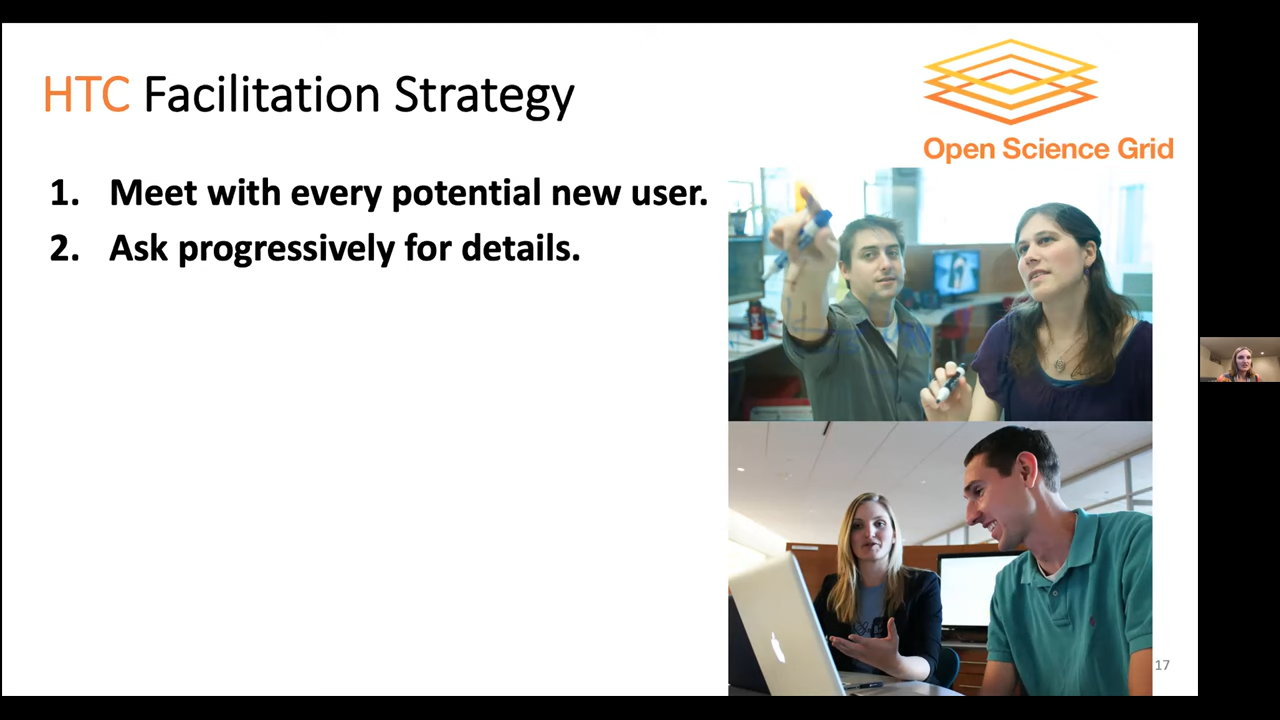 HTC Facilitation Strategy
Open Science Grid
1. Meet with every potential new user.
2. Ask progressively for details.
17